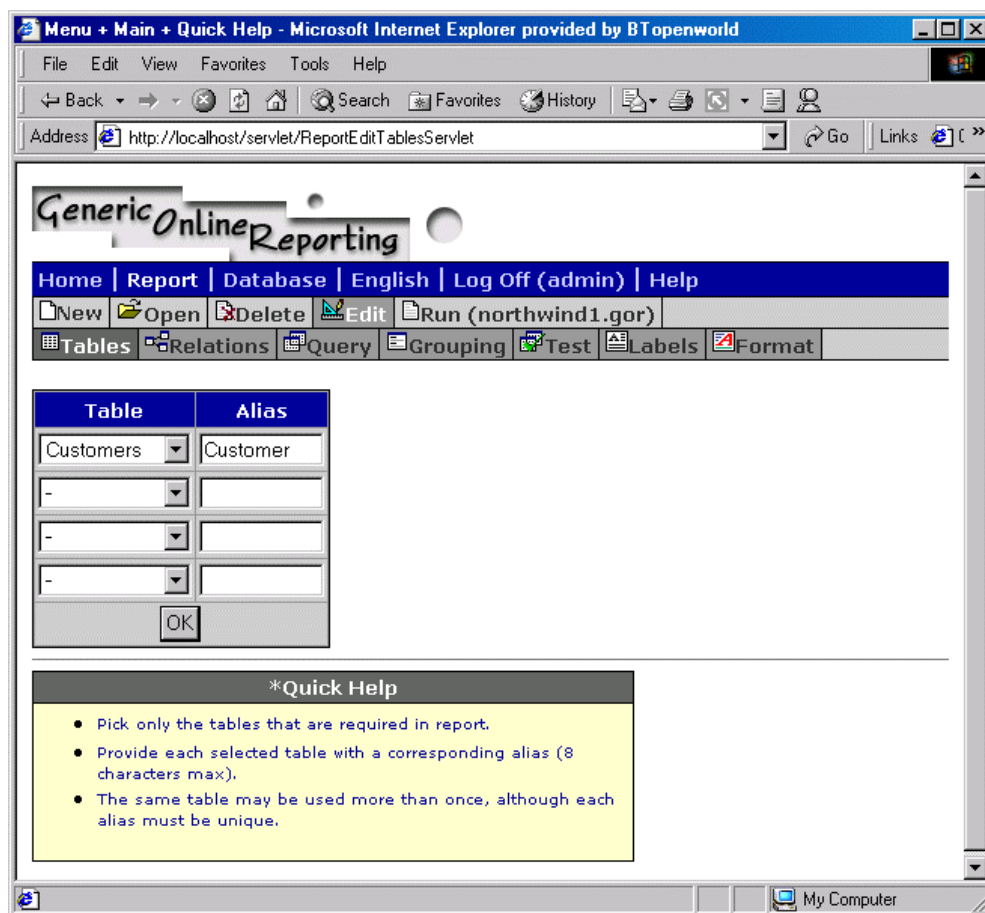 Menu + Main + Quick Help - Microsoft Internet Explorer provided by BTopenworld
File Edit View Favorites Tools Help
Back Search Favorites History
Address http://localhost/servlet/ReportEditTablesServlet Go Links
Generic Online Reporting
Home | Report | Database | English | Log Off (admin) | Help
New Open Delete Edit Run (northwind1.gor)
Tables Relations Query Grouping Test Labels Format
Table Alias
Customers Customer
-
-
-
OK
*Quick Help
• Pick only the tables that are required in report.
• Provide each selected table with a corresponding alias (8
characters max).
• The same table may be used more than once, although each
alias must be unique.
My Computer